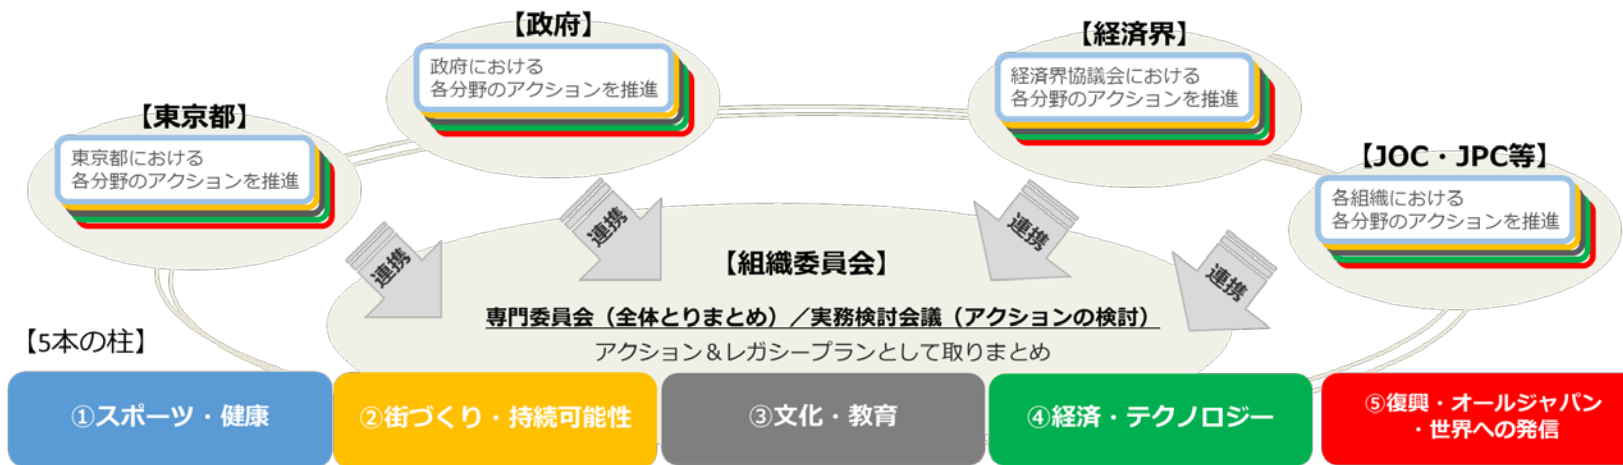 【政府】
政府における
各分野のアクションを推進
【経済界】
経済界協議会における
各分野のアクションを推進
【東京都】
東京都における
各分野のアクションを推進
【JOC・JPC等】
各組織における
各分野のアクションを推進
連携
連携
連携
連携
【組織委員会】
専門委員会（全体とりまとめ）／実務検討会議（アクションの検討）
アクション＆レガシープランとして取りまとめ
【5本の柱】
①スポーツ・健康
②街づくり・持続可能性
③文化・教育
④経済・テクノロジー
⑤復興・オールジャパン
・世界への発信